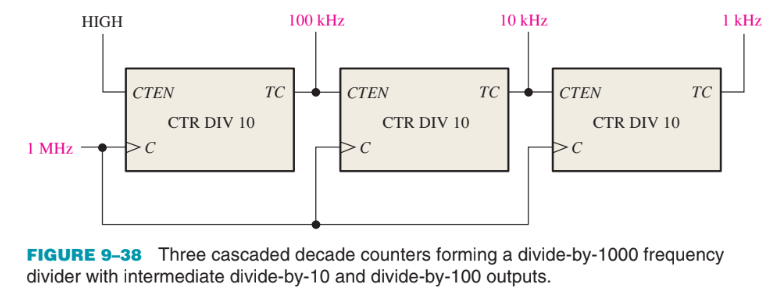 HIGH 100 kHz 10 kHz 1 kHz
CTEN TC CTEN TC CTEN TC
CTR DIV 10 CTR DIV 10 CTR DIV 10
1 MHz C C C
FIGURE 9–38 Three cascaded decade counters forming a divide-by-1000 frequency
divider with intermediate divide-by-10 and divide-by-100 outputs.